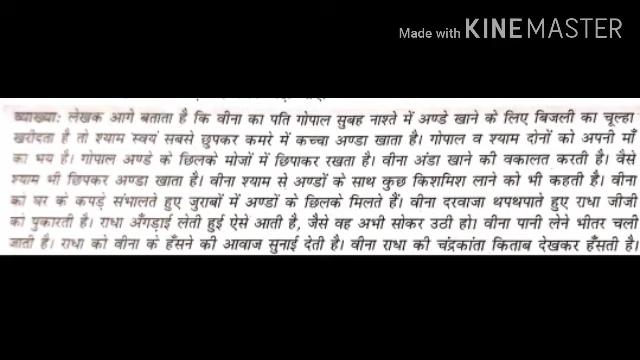 Made with KINEMASTER
व्याख्या: लेखक आगे बताता है कि वीना का पति गोपाल सुबह नाश्ते में अण्डे खाने के लिए बिजली का चूल्हा
खरीदता है तो श्याम स्वयं सबसे छुपकर कमरे में कच्चा अण्डा खाता है। गोपाल व श्याम दोनों को अपनी माँ
का भय है। गोपाल अण्डे के छिलके मोजों में छिपाकर रखता है। वीना अंडा खाने की वकालत करती है। वैसे
श्याम भी छिपकर अण्डा खाता है। वीना श्याम से अण्डों के साथ कुछ किशमिश लाने को भी कहती है। वीना
को घर के कपड़े संभालते हुए जुराबों में अण्डों के छिलके मिलते हैं। वीना दरवाजा थपथपाते हुए राधा जीजी
को पुकारती है। राधा अँगड़ाई लेती हुई ऐसे आती है, जैसे वह अभी सोकर उठी हो। वीना पानी लेने भीतर चली
जाती है। राधा को वीना के हँसने की आवाज सुनाई देती है। वीना राधा की चंद्रकांता किताब देखकर हँसती है।